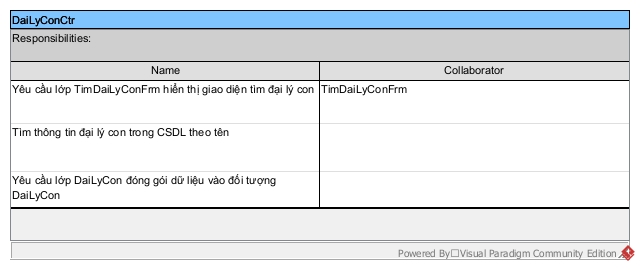 DaiLyConCtr
Responsibilities:
Name Collaborator
Yêu cầu lớp TimDaiLyConFrm hiển thị giao diện tìm đại lý con TimDaiLyConFrm
Tìm thông tin đại lý con trong CSDL theo tên
Yêu cầu lớp DaiLyCon đóng gói dữ liệu vào đối tượng
DaiLyCon
Powered By□Visual Paradigm Community Edition